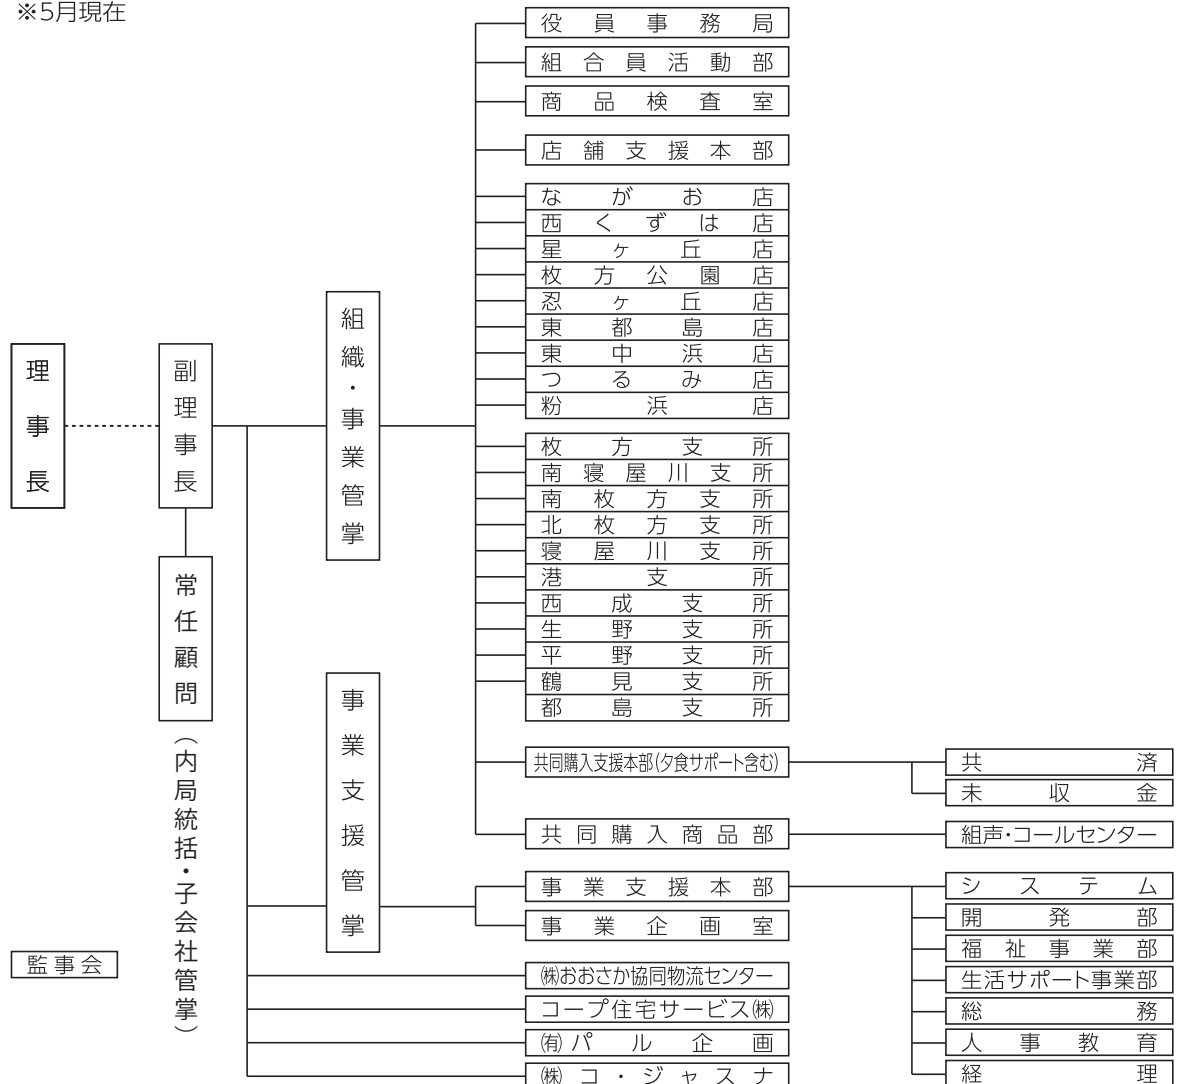 ※5月現在
理事長
副理事長
常任顧問
（内局統括・子会社管掌）
監事会
組織・事業管掌
事業支援管掌
役員事務局
組合員活動部
商品検査室
店舗支援本部
ながお店
西くずは店
星ヶ丘店
枚方公園店
忍ヶ丘店
東都島店
東中浜店
つるみ店
粉浜店
枚方支所
南寝屋川支所
南枚方支所
北枚方支所
寝屋川支所
港支所
西成支所
生野支所
平野支所
鶴見支所
都島支所
共同購入支援本部(夕食サポート含む)
共済
未収金
共同購入商品部
組声・コールセンター
事業支援本部
事業企画室
システム
開発部
福祉事業部
生活サポート事業部
総務
人事教育
経理
㈱おおさか協同物流センター
コープ住宅サービス㈱
㈲パル企画
㈱コ・ジャスナ